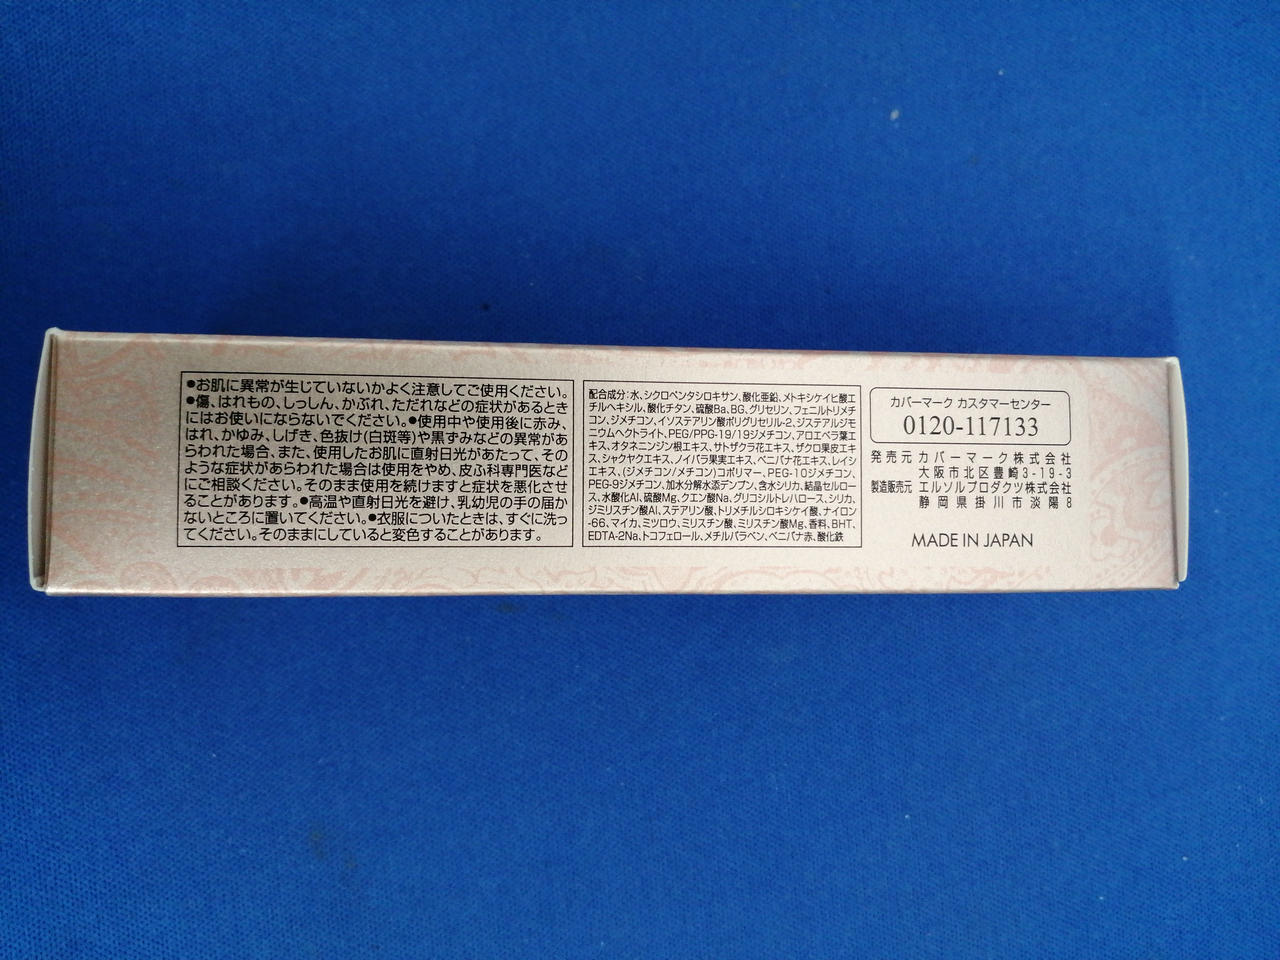 ●お肌に異常が生じていないかよく注意してご使用ください。
●傷、はれもの、しっしん、かぶれ、ただれなどの症状があるとき
にはお使いにならないでください。●使用中や使用後に赤み、
はれ、かゆみ、しげき、色抜け(白斑等)や黒ずみなどの異常があ
らわれた場合、また、使用したお肌に直射日光があたって、その
ような症状があらわれた場合は使用をやめ、皮ふ科専門医など
にご相談ください。そのまま使用を続けますと症状を悪化させ
ることがあります。●高温や直射日光を避け、乳幼児の手の届か
ないところに置いてください。●衣服についたときは、すぐに洗っ
てください。そのままにしていると変色することがあります。
配合成分:水、シクロペンタシロキサン、酸化亜鉛、メトキシケイヒ酸エ
チルヘキシル、酸化チタン、硫酸Ba、BG、グリセリン、フェニルトリメチ
コン、ジメチコン、イソステアリン酸ポリグリセリル-2、ジステアルジモ
ニウムヘクトライト、PEG/PPG-19/19ジメチコン、アロエベラ葉エ
キス、オタネニンジン根エキス、サトザクラ花エキス、ザクロ果皮エキ
ス、シャクヤクエキス、ノイバラ果実エキス、ベニバナ花エキス、レイシ
エキス、(ジメチコン/メチコン)コポリマー、PEG-10ジメチコン、
PEG-9ジメチコン、加水分解水添デンプン、含水シリカ、結晶セルロー
ス、水酸化Al、硫酸Mg、クエン酸Na、グリコシルトレハロース、シリカ、
ジミリスチン酸Al、ステアリン酸、トリメチルシロキシケイ酸、ナイロン
-66、マイカ、ミツロウ、ミリスチン酸、ミリスチン酸Mg、香料、BHT、
EDTA-2Na、トコフェロール、メチルパラベン、ベニバナ赤、酸化鉄
カバーマーク カスタマーセンター
0120-117133
発売元 カバーマーク株式会社
大阪市北区豊崎3-19-3
製造販売元 エルソルプロダクツ株式会社
静岡県掛川市淡陽8
MADE IN JAPAN